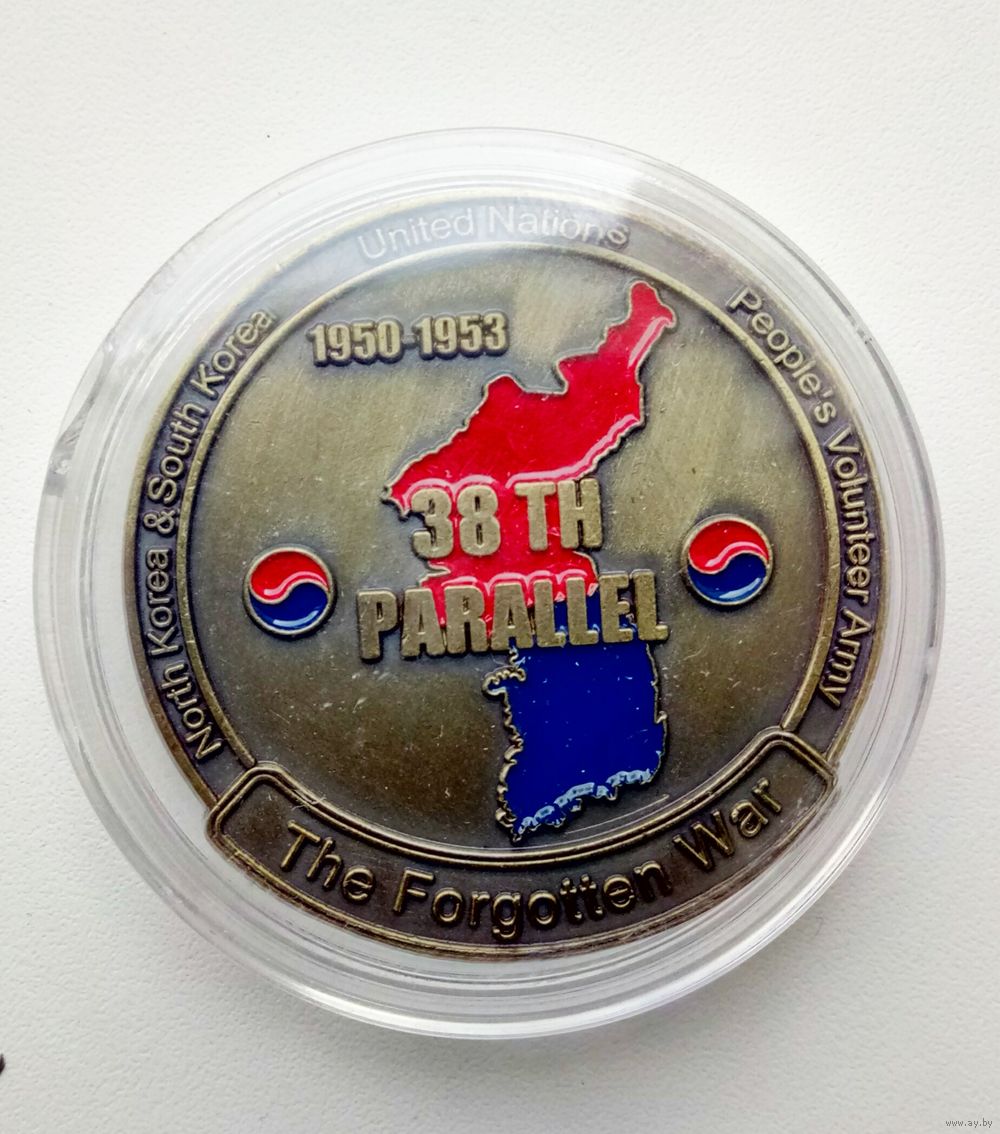 United Nations
North Korea & South Korea
People's Volunteer Army
1950-1953
38 TH
PARALLEL
The Forgotten War
www.ay.by